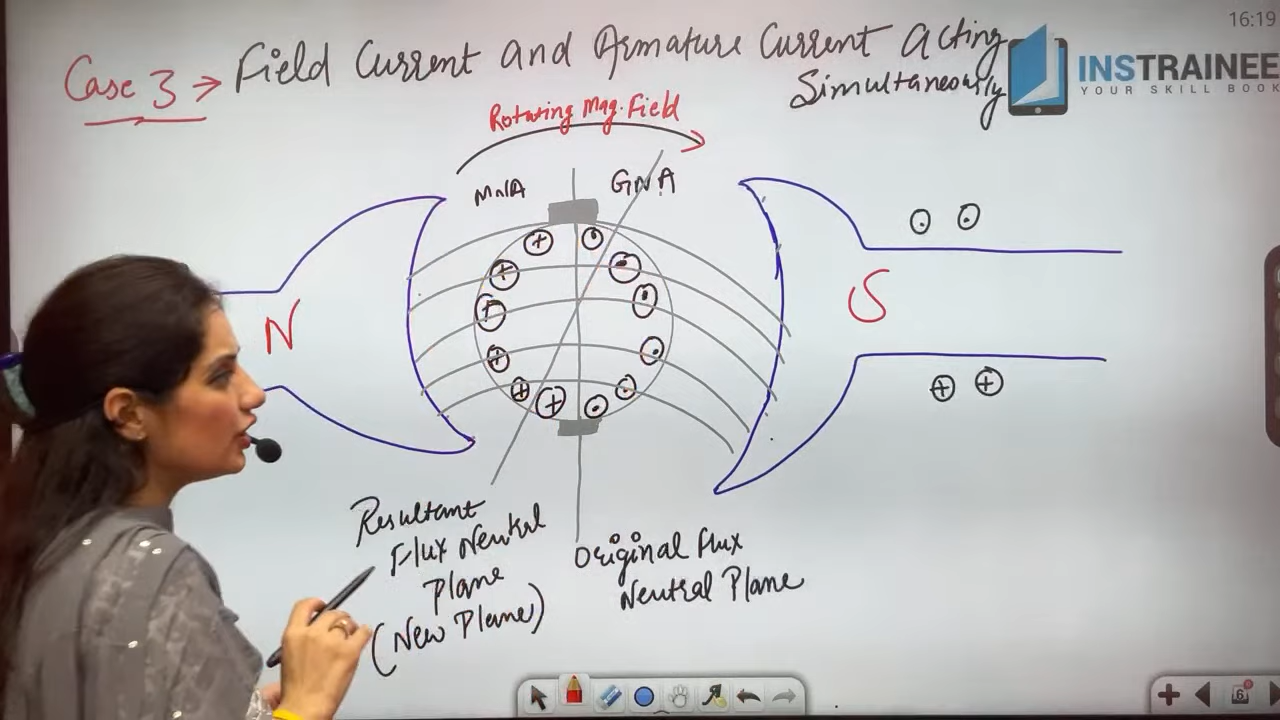 16:19
Case 3 → Field Current and Armature Current Acting
Simultaneously
INSTRAINEE
YOUR SKILL BOOK
Rotating Mag. Field
MNA
GNA
N
S
Resultant
Flux Neutral
Plane
(New Plane)
Original Flux
Neutral Plane
6